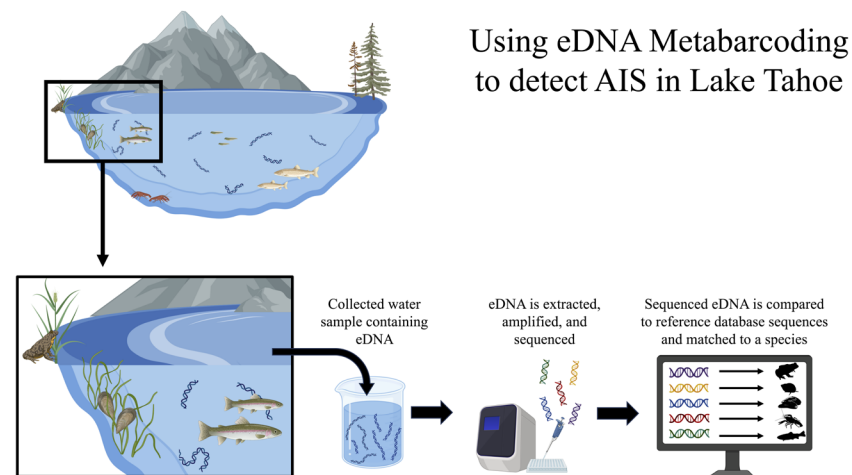 Using eDNA Metabarcoding
to detect AIS in Lake Tahoe
Collected water
sample containing
eDNA
eDNA is extracted,
amplified, and
sequenced
Sequenced eDNA is compared
to reference database sequences
and matched to a species